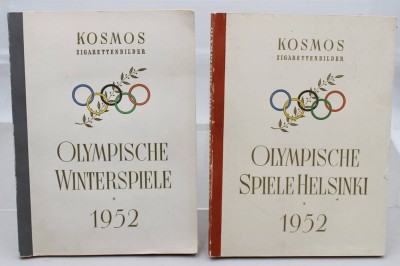 KOSMOS
ZIGARETTENBILDER
OLYMPISCHE
WINTERSPIELE
1952
KOSMOS
ZIGARETTENBILDER
OLYMPISCHE
SPIELE HELSINKI
1952